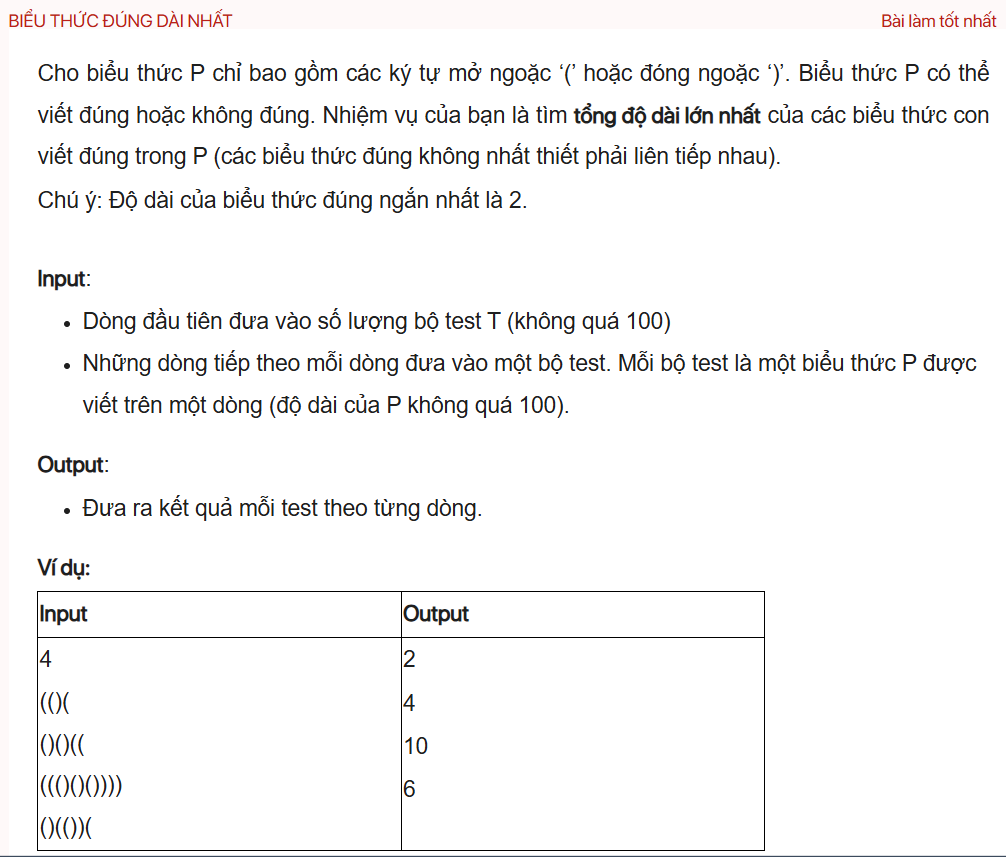 BIỂU THỨC ĐÚNG DÀI NHẤT
Bài làm tốt nhất
Cho biểu thức P chỉ bao gồm các ký tự mở ngoặc ‘(’ hoặc đóng ngoặc ‘)’. Biểu thức P có thể
viết đúng hoặc không đúng. Nhiệm vụ của bạn là tìm tổng độ dài lớn nhất của các biểu thức con
viết đúng trong P (các biểu thức đúng không nhất thiết phải liên tiếp nhau).
Chú ý: Độ dài của biểu thức đúng ngắn nhất là 2.
Input:
• Dòng đầu tiên đưa vào số lượng bộ test T (không quá 100)
• Những dòng tiếp theo mỗi dòng đưa vào một bộ test. Mỗi bộ test là một biểu thức P được
viết trên một dòng (độ dài của P không quá 100).
Output:
• Đưa ra kết quả mỗi test theo từng dòng.
Ví dụ:
Input Output
4 2
(()( 4
()()(( 10
((()()()))) 6
()(())(